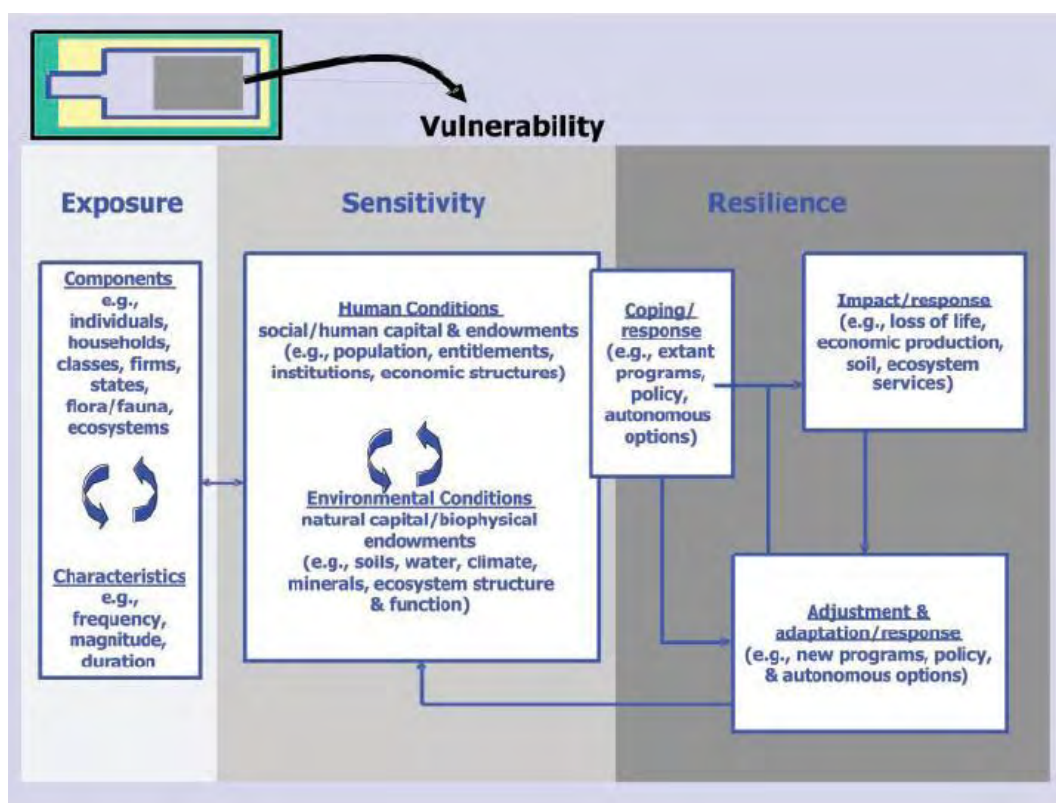 Vulnerability
Exposure
Sensitivity
Resilience
Components
e.g.,
individuals,
households,
classes, firms,
states,
flora/fauna,
ecosystems
Characteristics
e.g.,
frequency,
magnitude,
duration
Human Conditions
social/human capital & endowments
(e.g., population, entitlements,
institutions, economic structures)
Environmental Conditions
natural capital/biophysical
endowments
(e.g., soils, water, climate,
minerals, ecosystem structure
& function)
Coping/
response
(e.g., extant
programs,
policy,
autonomous
options)
Impact/response
(e.g., loss of life,
economic production,
soil, ecosystem
services)
Adjustment &
adaptation/response
(e.g., new programs, policy,
& autonomous options)